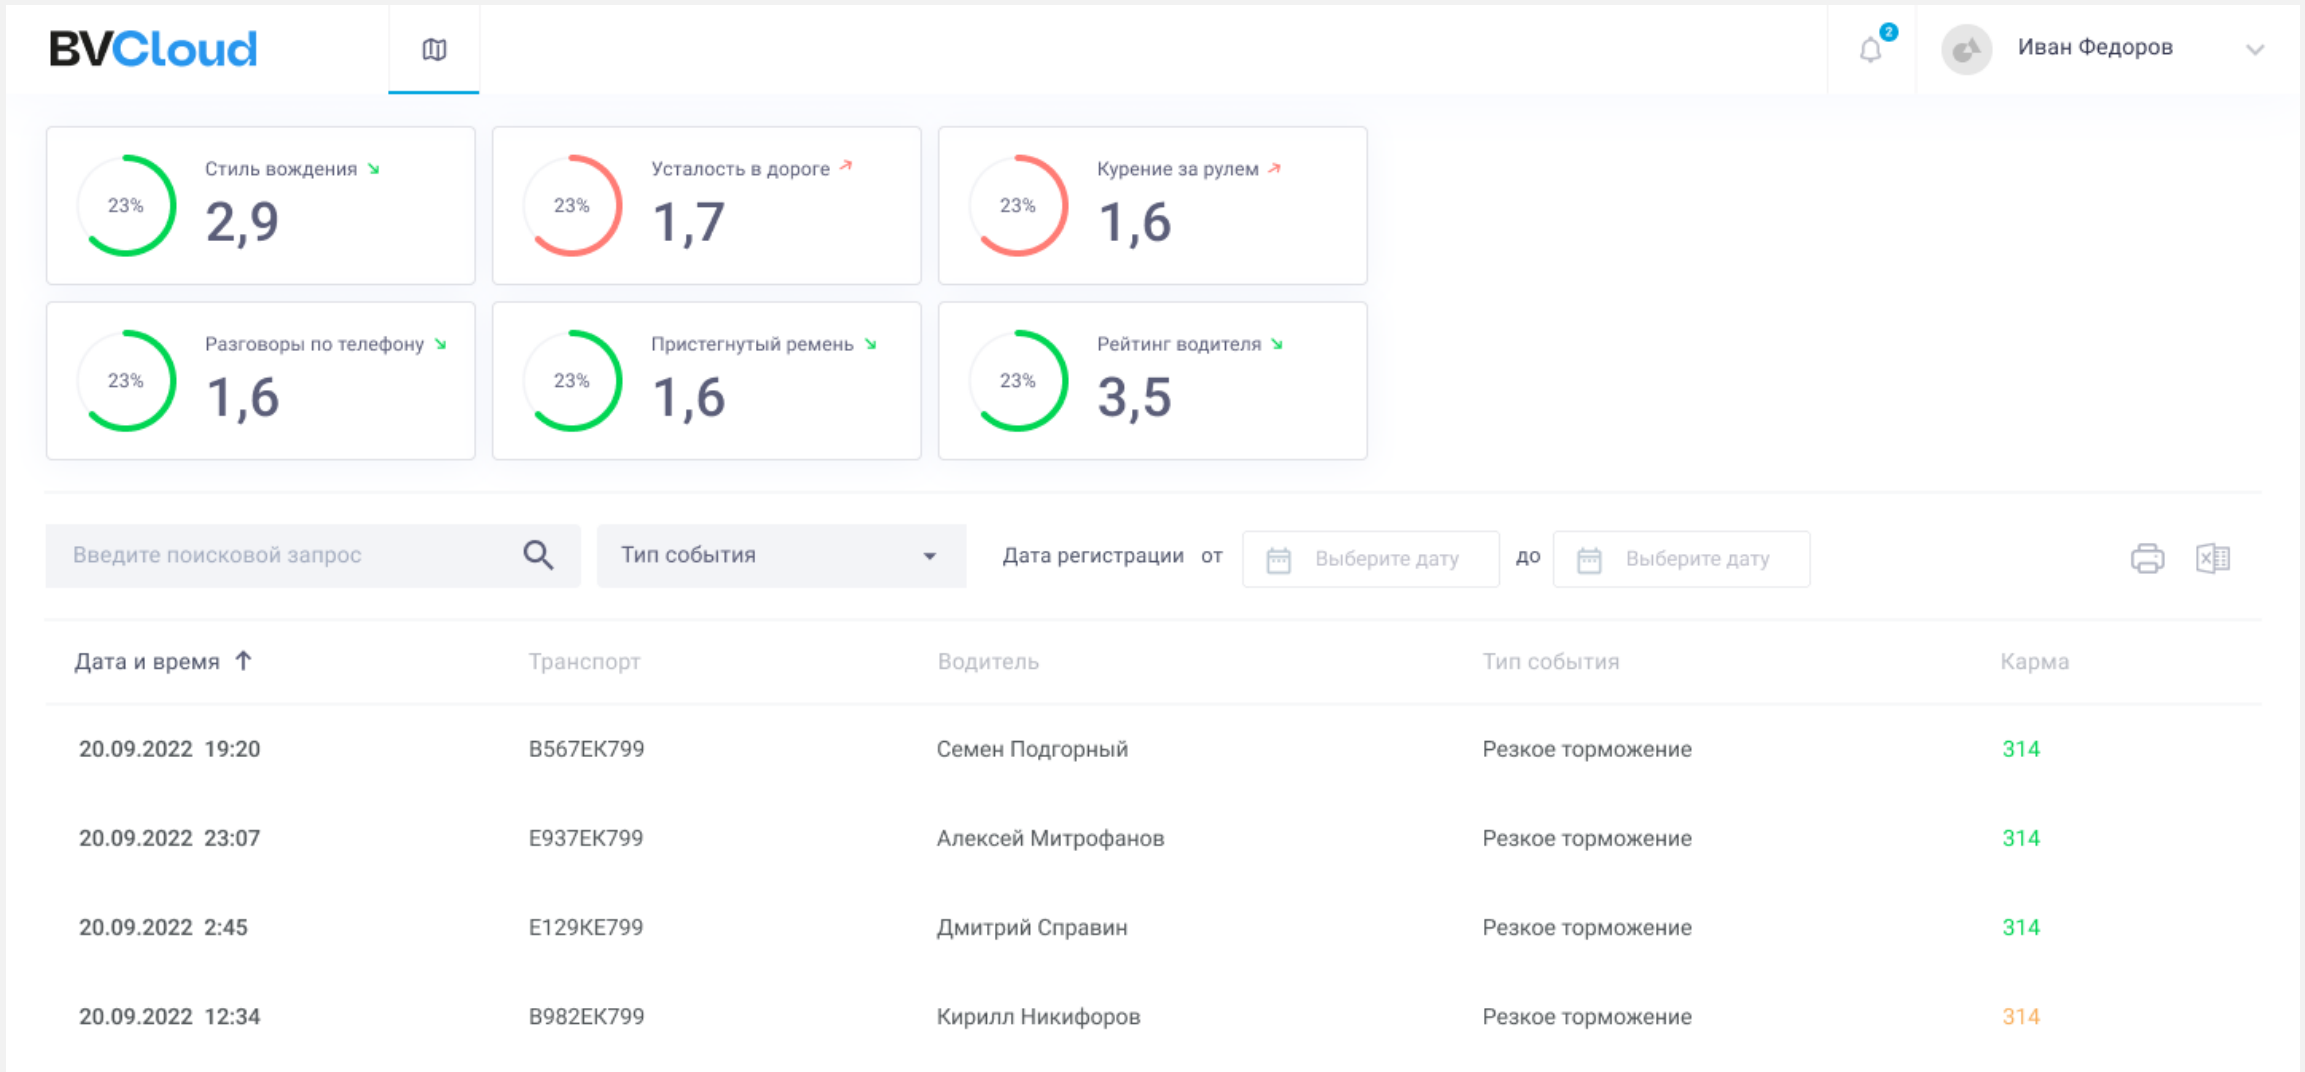 BVCloud
2
Иван Федоров
23%
Стиль вождения
2,9
23%
Усталость в дороге
1,7
23%
Курение за рулем
1,6
23%
Разговоры по телефону
1,6
23%
Пристегнутый ремень
1,6
23%
Рейтинг водителя
3,5
Введите поисковой запрос
Тип события
Дата регистрации от Выберите дату до Выберите дату
Дата и время Транспорт Водитель Тип события Карма
20.09.2022 19:20 В567ЕК799 Семен Подгорный Резкое торможение 314
20.09.2022 23:07 Е937ЕК799 Алексей Митрофанов Резкое торможение 314
20.09.2022 2:45 Е129КЕ799 Дмитрий Справин Резкое торможение 314
20.09.2022 12:34 В982ЕК799 Кирилл Никифоров Резкое торможение 314